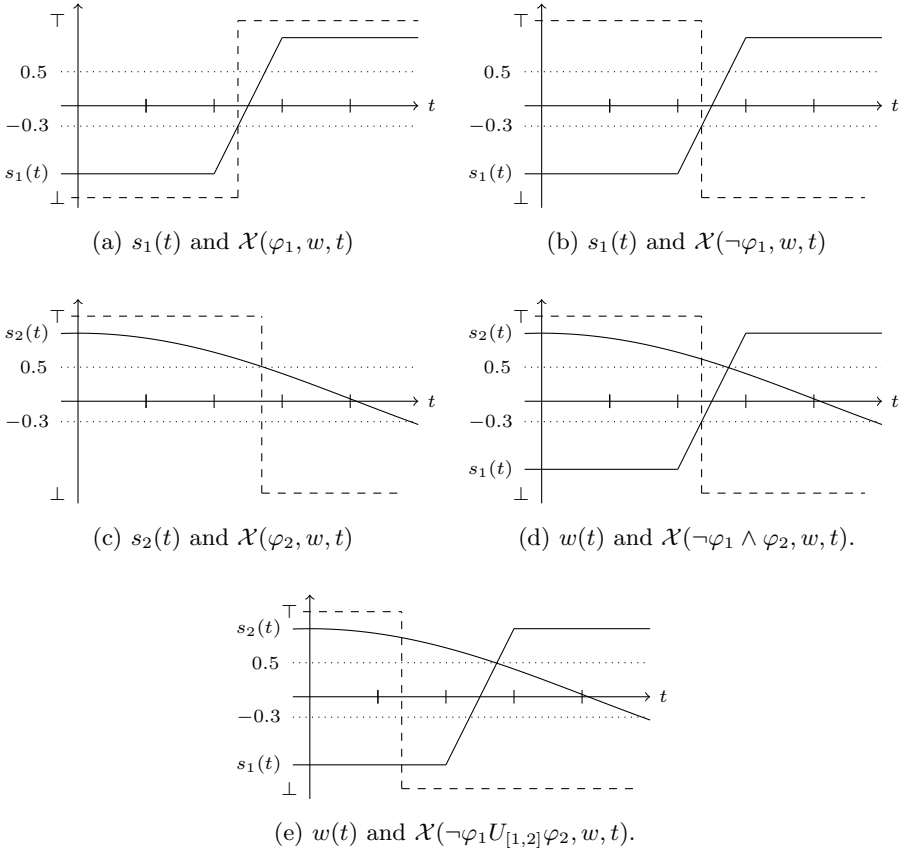 ⊤ ⊤
0.5 0.5
t t
−0.3 −0.3
s₁(t) s₁(t)
⊥ ⊥
(a) s₁(t) and 𝒳(φ₁, w, t) (b) s₁(t) and 𝒳(¬φ₁, w, t)
⊤ ⊤
s₂(t) s₂(t)
0.5 0.5
t t
−0.3 −0.3
s₁(t)
⊥ ⊥
(c) s₂(t) and 𝒳(φ₂, w, t) (d) w(t) and 𝒳(¬φ₁ ∧ φ₂, w, t).
⊤
s₂(t)
0.5
t
−0.3
s₁(t)
⊥
(e) w(t) and 𝒳(¬φ₁U[1,2]φ₂, w, t).